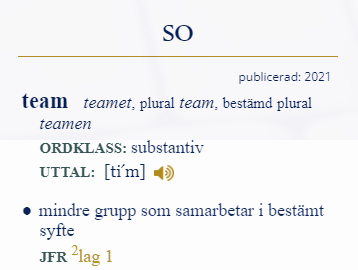 SO
publicerad: 2021
team teamet, plural team, bestämd plural
teamen
ORDKLASS: substantiv
UTTAL: [ti´m]
● mindre grupp som samarbetar i bestämt
syfte
JFR 2lag 1